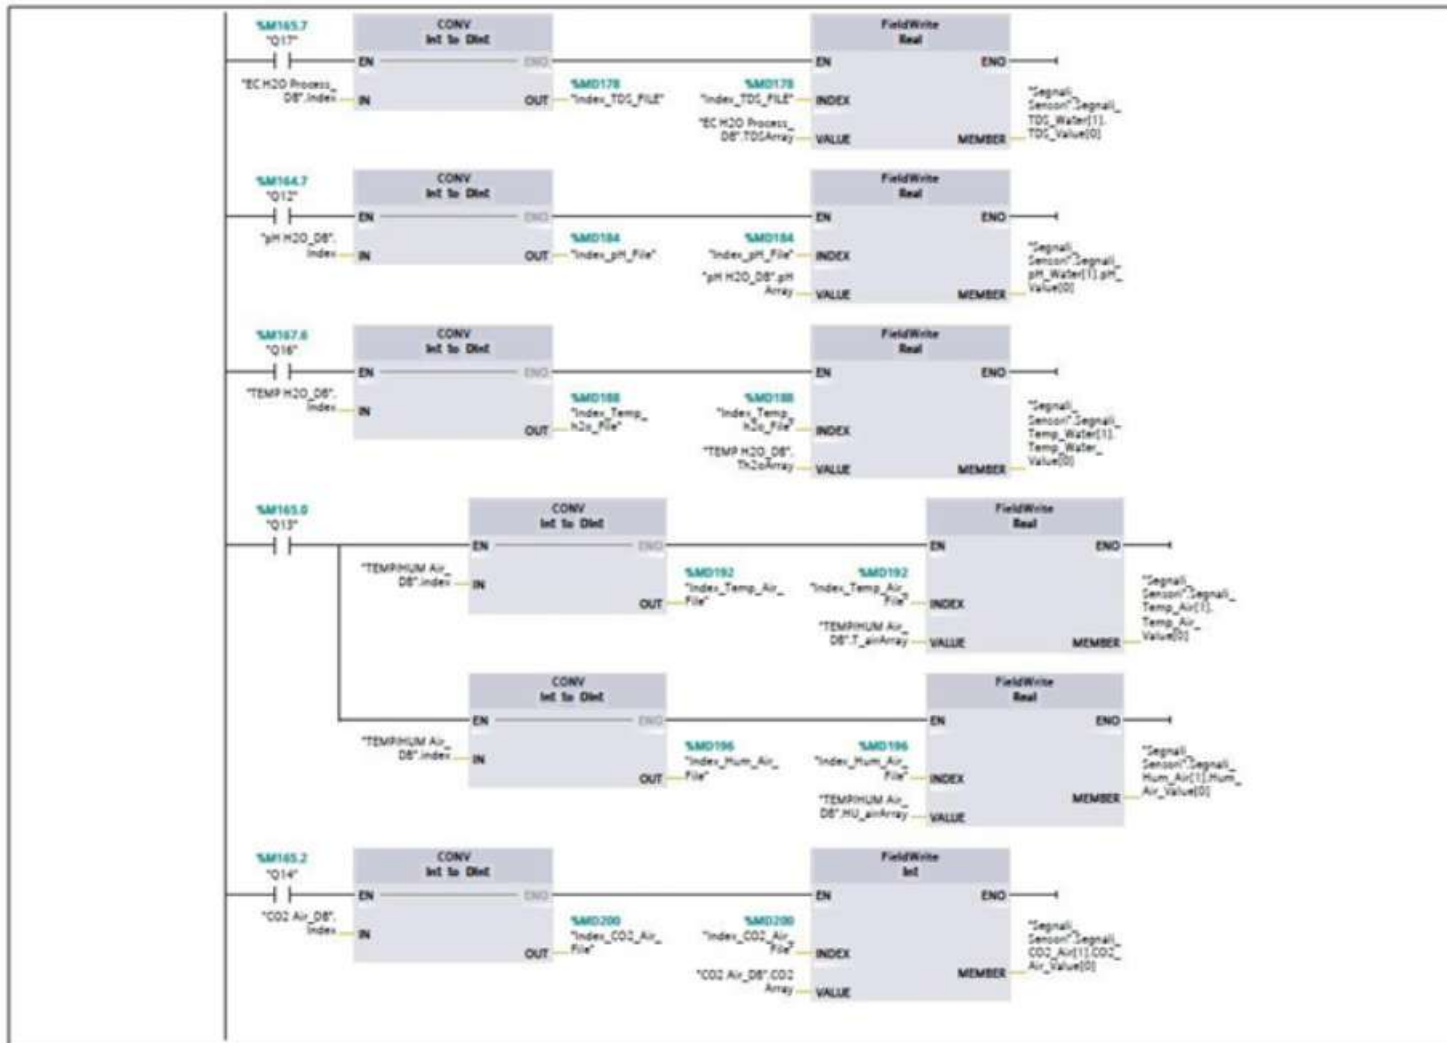 %M165.7
"Q17"
CONV
Int to DInt
EN
ENO
"EC H2O Process_
DB".Index
IN
OUT
%MD178
"Index_TDS_FILE"
FieldWrite
Real
EN
ENO
%MD178
"Index_TDS_FILE"
INDEX
"EC H2O Process_
DB".TDSArray
VALUE
MEMBER
"Segnali_
Sensori".Segnali_
TDS_Water[1].
TDS_Value[0]
%M164.7
"Q12"
CONV
Int to DInt
EN
ENO
"pH H2O_DB".
Index
IN
OUT
%MD184
"Index_pH_File"
FieldWrite
Real
EN
ENO
%MD184
"Index_pH_File"
INDEX
"pH H2O_DB".pH
Array
VALUE
MEMBER
"Segnali_
Sensori".Segnali_
pH_Water[1].pH_
Value[0]
%M167.6
"Q16"
CONV
Int to DInt
EN
ENO
"TEMP H2O_DB".
Index
IN
OUT
%MD188
"Index_Temp_
h2o_File"
FieldWrite
Real
EN
ENO
%MD188
"Index_Temp_
h2o_File"
INDEX
"TEMP H2O_DB".
Th2oArray
VALUE
MEMBER
"Segnali_
Sensori".Segnali_
Temp_Water[1].
Temp_Water_
Value[0]
%M165.0
"Q13"
CONV
Int to DInt
EN
ENO
"TEMP/HUM Air_
DB".index
IN
OUT
%MD192
"Index_Temp_Air_
File"
FieldWrite
Real
EN
ENO
%MD192
"Index_Temp_Air_
File"
INDEX
"TEMP/HUM Air_
DB".T_airArray
VALUE
MEMBER
"Segnali_
Sensori".Segnali_
Temp_Air[1].
Temp_Air_
Value[0]
CONV
Int to DInt
EN
ENO
"TEMP/HUM Air_
DB".index
IN
OUT
%MD196
"Index_Hum_Air_
File"
FieldWrite
Real
EN
ENO
%MD196
"Index_Hum_Air_
File"
INDEX
"TEMP/HUM Air_
DB".HU_airArray
VALUE
MEMBER
"Segnali_
Sensori".Segnali_
Hum_Air[1].Hum_
Air_Value[0]
%M165.2
"Q14"
CONV
Int to DInt
EN
ENO
"CO2 Air_DB".
Index
IN
OUT
%MD200
"Index_CO2_Air_
File"
FieldWrite
Int
EN
ENO
%MD200
"Index_CO2_Air_
File"
INDEX
"CO2 Air_DB".CO2
Array
VALUE
MEMBER
"Segnali_
Sensori".Segnali_
CO2_Air[1].CO2_
Air_Value[0]